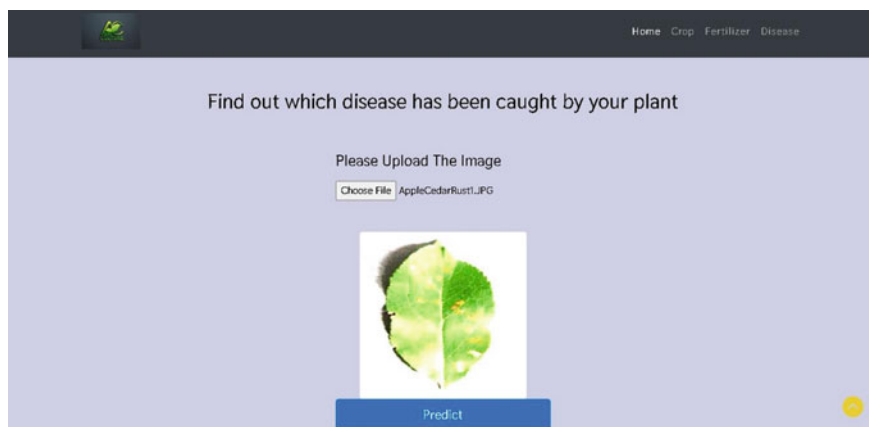 Home Crop Fertilizer Disease
Find out which disease has been caught by your plant
Please Upload The Image
Choose File AppleCedarRust1.JPG
Predict